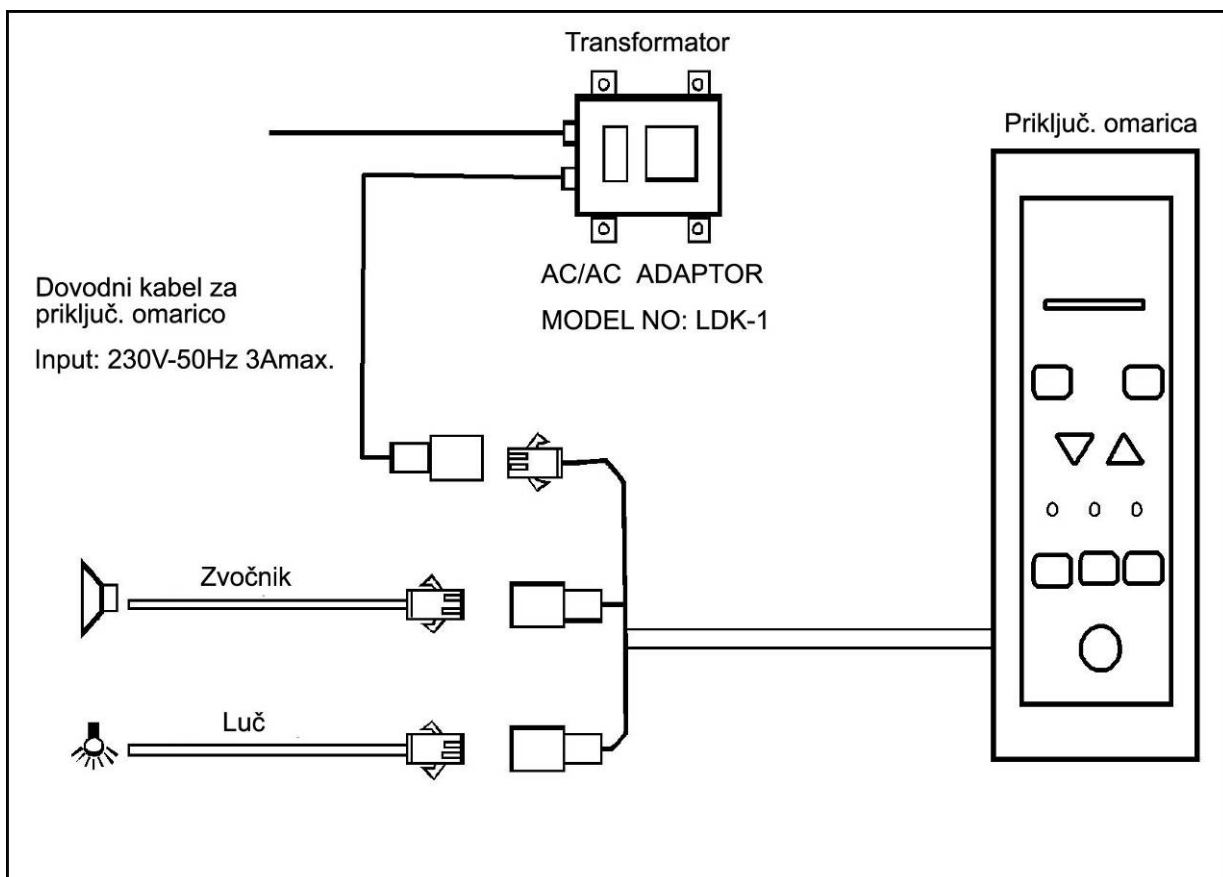 Transformator
Priključ. omarica
AC/AC ADAPTOR
MODEL NO: LDK-1
Dovodni kabel za
priključ. omarico
Input: 230V-50Hz 3Amax.
Zvočnik
Luč